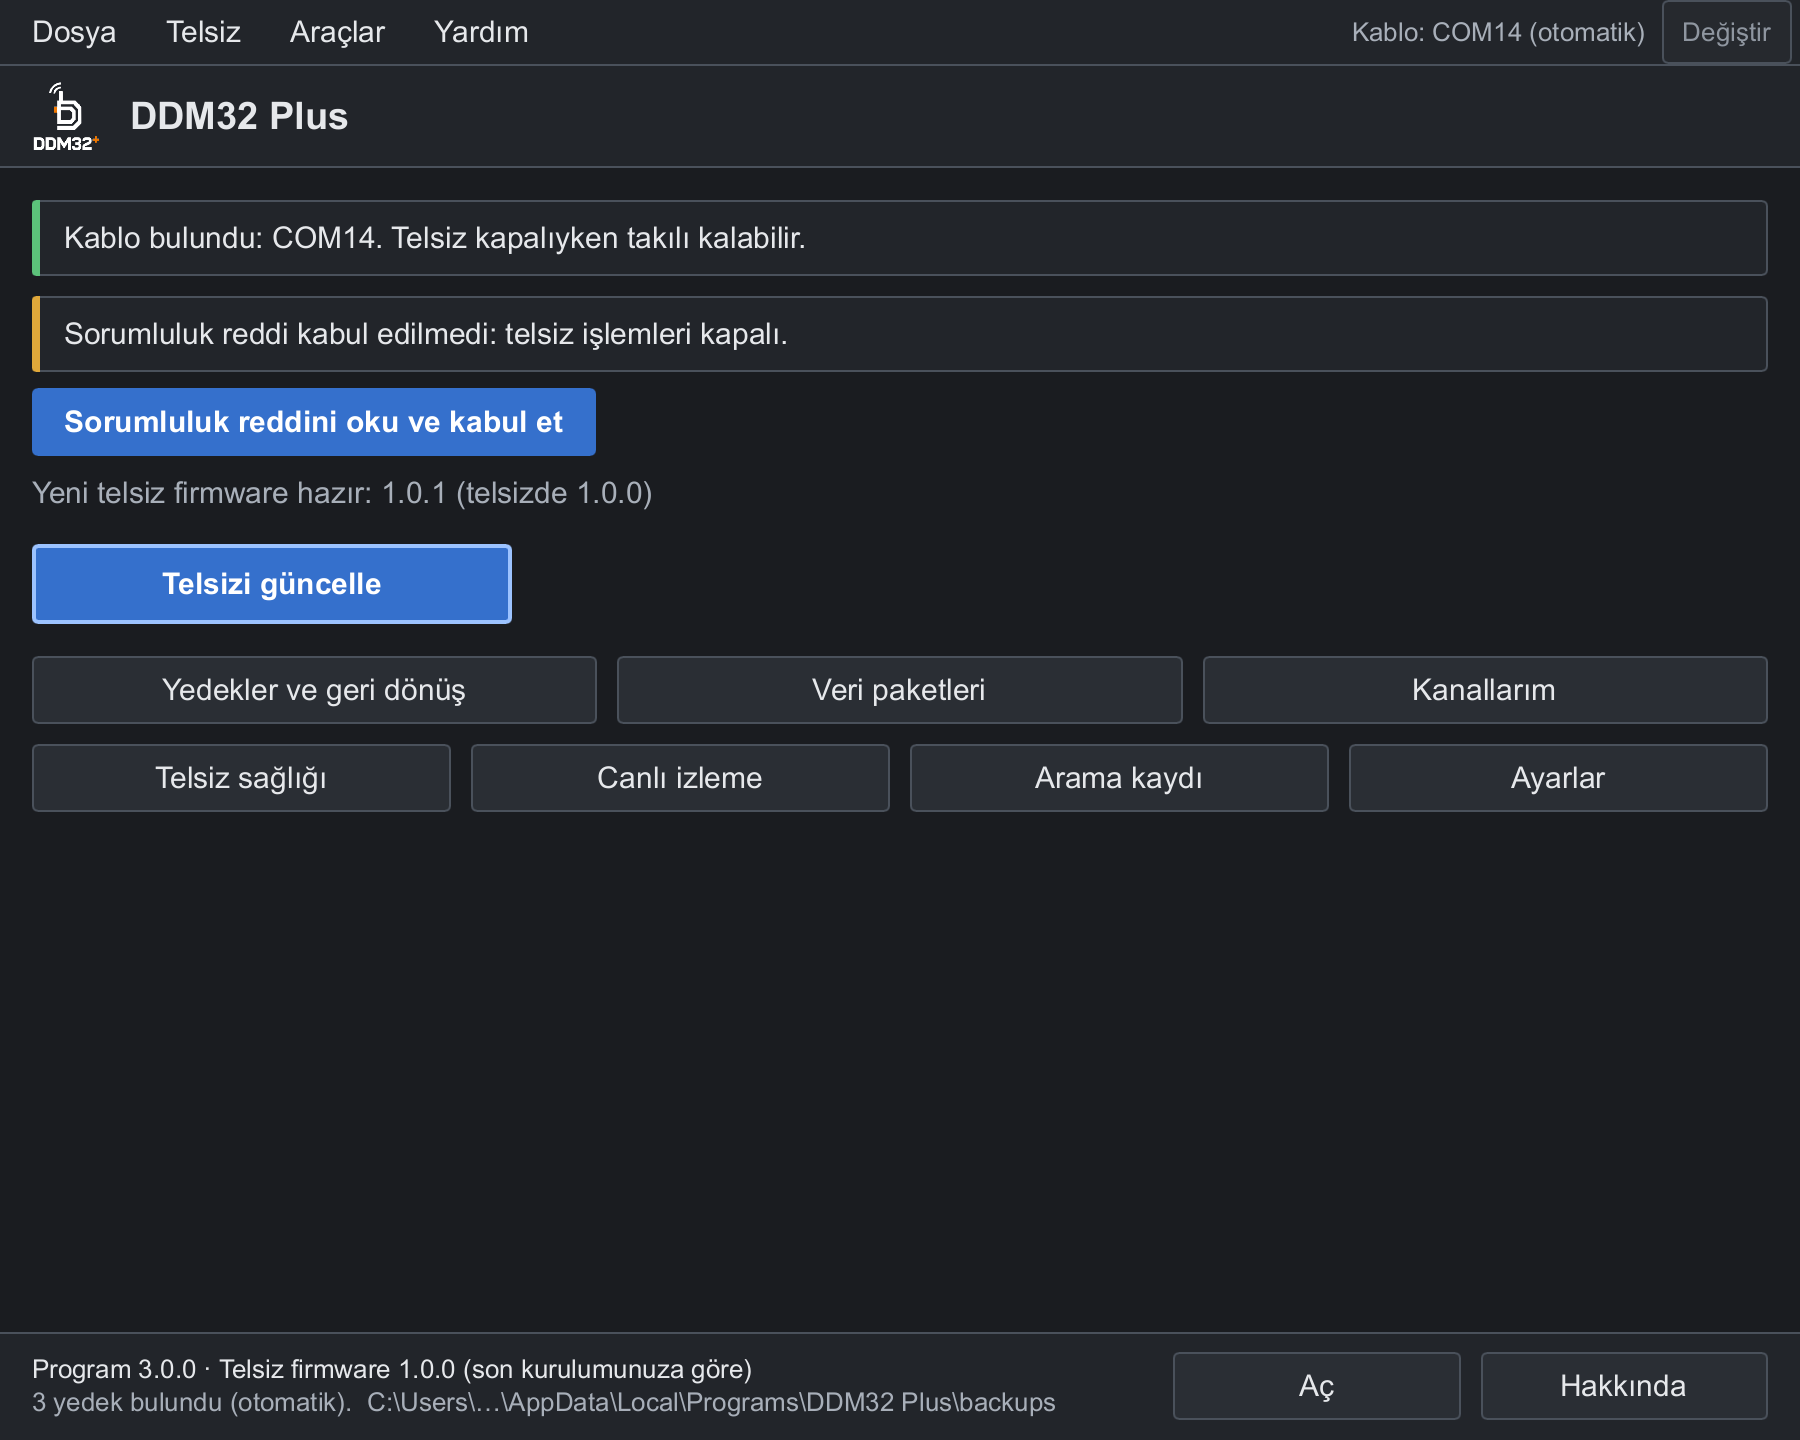 Dosya Telsiz Araçlar Yardım Kablo: COM14 (otomatik) Değiştir
DDM32+ DDM32 Plus
Kablo bulundu: COM14. Telsiz kapalıyken takılı kalabilir.
Sorumluluk reddi kabul edilmedi: telsiz işlemleri kapalı.
Sorumluluk reddini oku ve kabul et
Yeni telsiz firmware hazır: 1.0.1 (telsizde 1.0.0)
Telsizi güncelle
Yedekler ve geri dönüş Veri paketleri Kanallarım
Telsiz sağlığı Canlı izleme Arama kaydı Ayarlar
Program 3.0.0 · Telsiz firmware 1.0.0 (son kurulumunuza göre)
3 yedek bulundu (otomatik). C:\Users\...\AppData\Local\Programs\DDM32 Plus\backups
Aç Hakkında